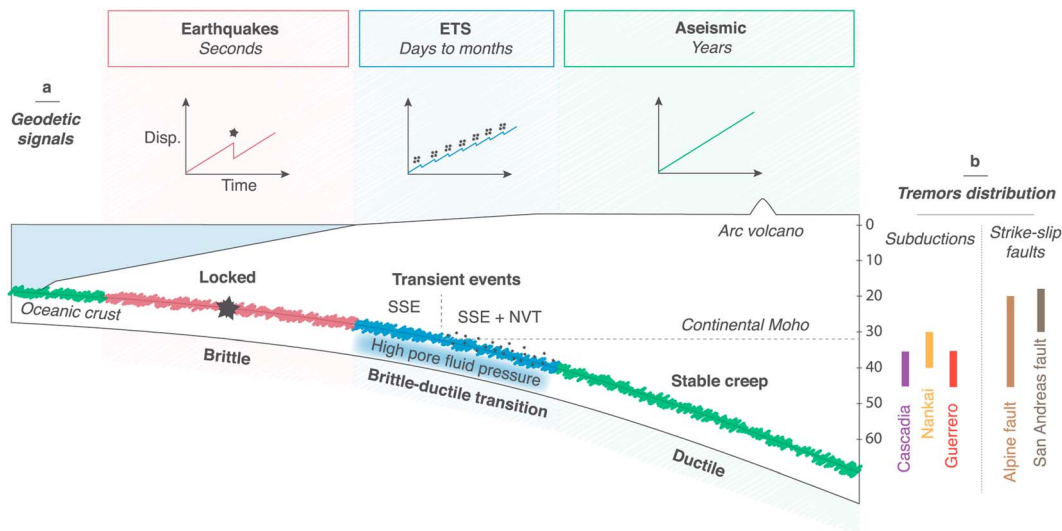 Earthquakes
Seconds
ETS
Days to months
Aseismic
Years
a
Geodetic
signals
Disp.
Time
b
Tremors distribution
Subductions
Strike-slip
faults
Arc volcano
0
10
20
30
40
50
60
Locked
Transient events
SSE
SSE + NVT
Continental Moho
Oceanic crust
High pore fluid pressure
Brittle
Brittle-ductile transition
Stable creep
Ductile
Cascadia
Nankai
Guerrero
Alpine fault
San Andreas fault